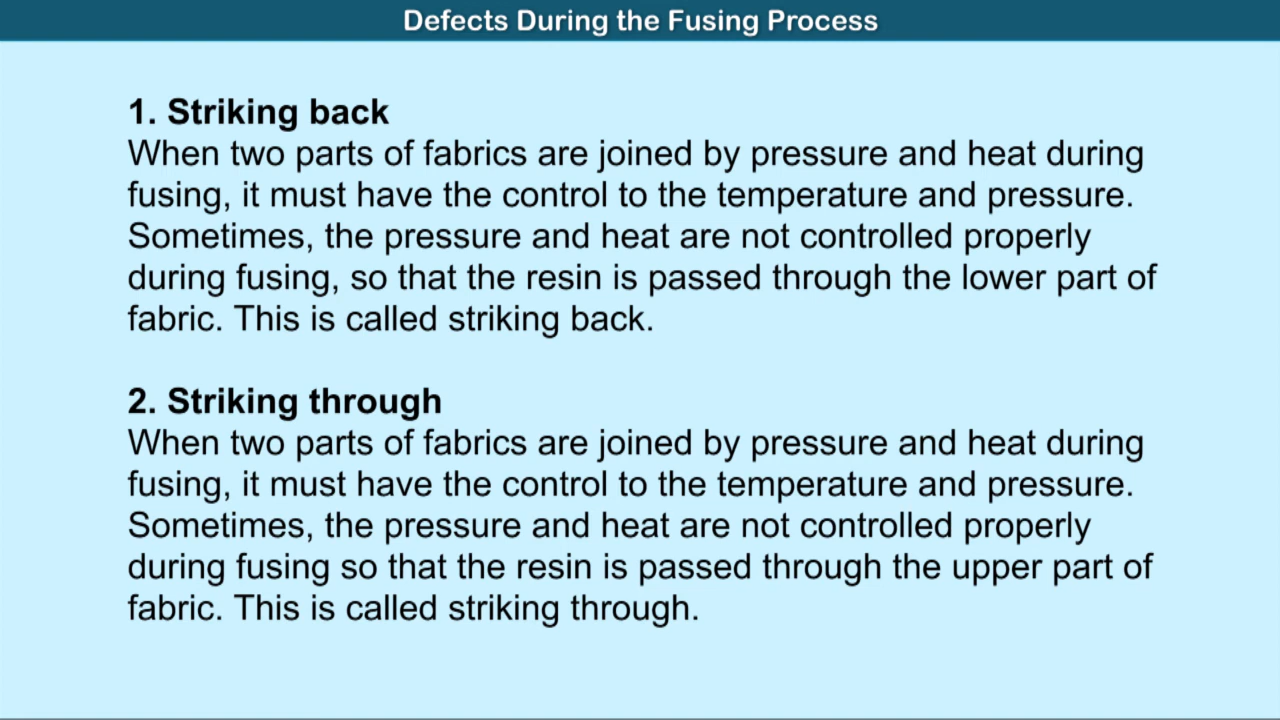 Defects During the Fusing Process
1. Striking back
When two parts of fabrics are joined by pressure and heat during
fusing, it must have the control to the temperature and pressure.
Sometimes, the pressure and heat are not controlled properly
during fusing, so that the resin is passed through the lower part of
fabric. This is called striking back.
2. Striking through
When two parts of fabrics are joined by pressure and heat during
fusing, it must have the control to the temperature and pressure.
Sometimes, the pressure and heat are not controlled properly
during fusing so that the resin is passed through the upper part of
fabric. This is called striking through.